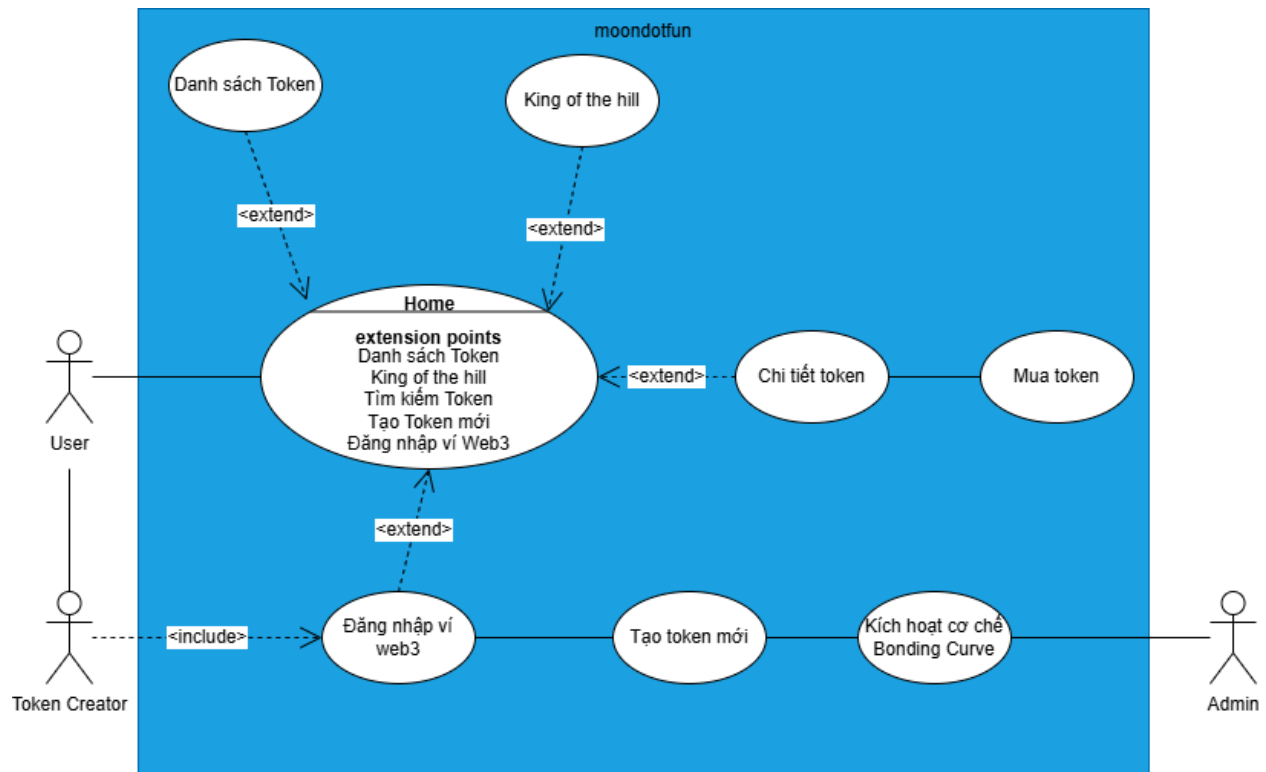 moondotfun
Danh sách Token
King of the hill
<extend>
<extend>
Home
extension points
Danh sách Token
King of the hill
Tìm kiếm Token
Tạo Token mới
Đăng nhập ví Web3
<extend>
Chi tiết token
Mua token
User
<extend>
<include>
Đăng nhập ví
web3
Tạo token mới
Kích hoạt cơ chế
Bonding Curve
Token Creator
Admin